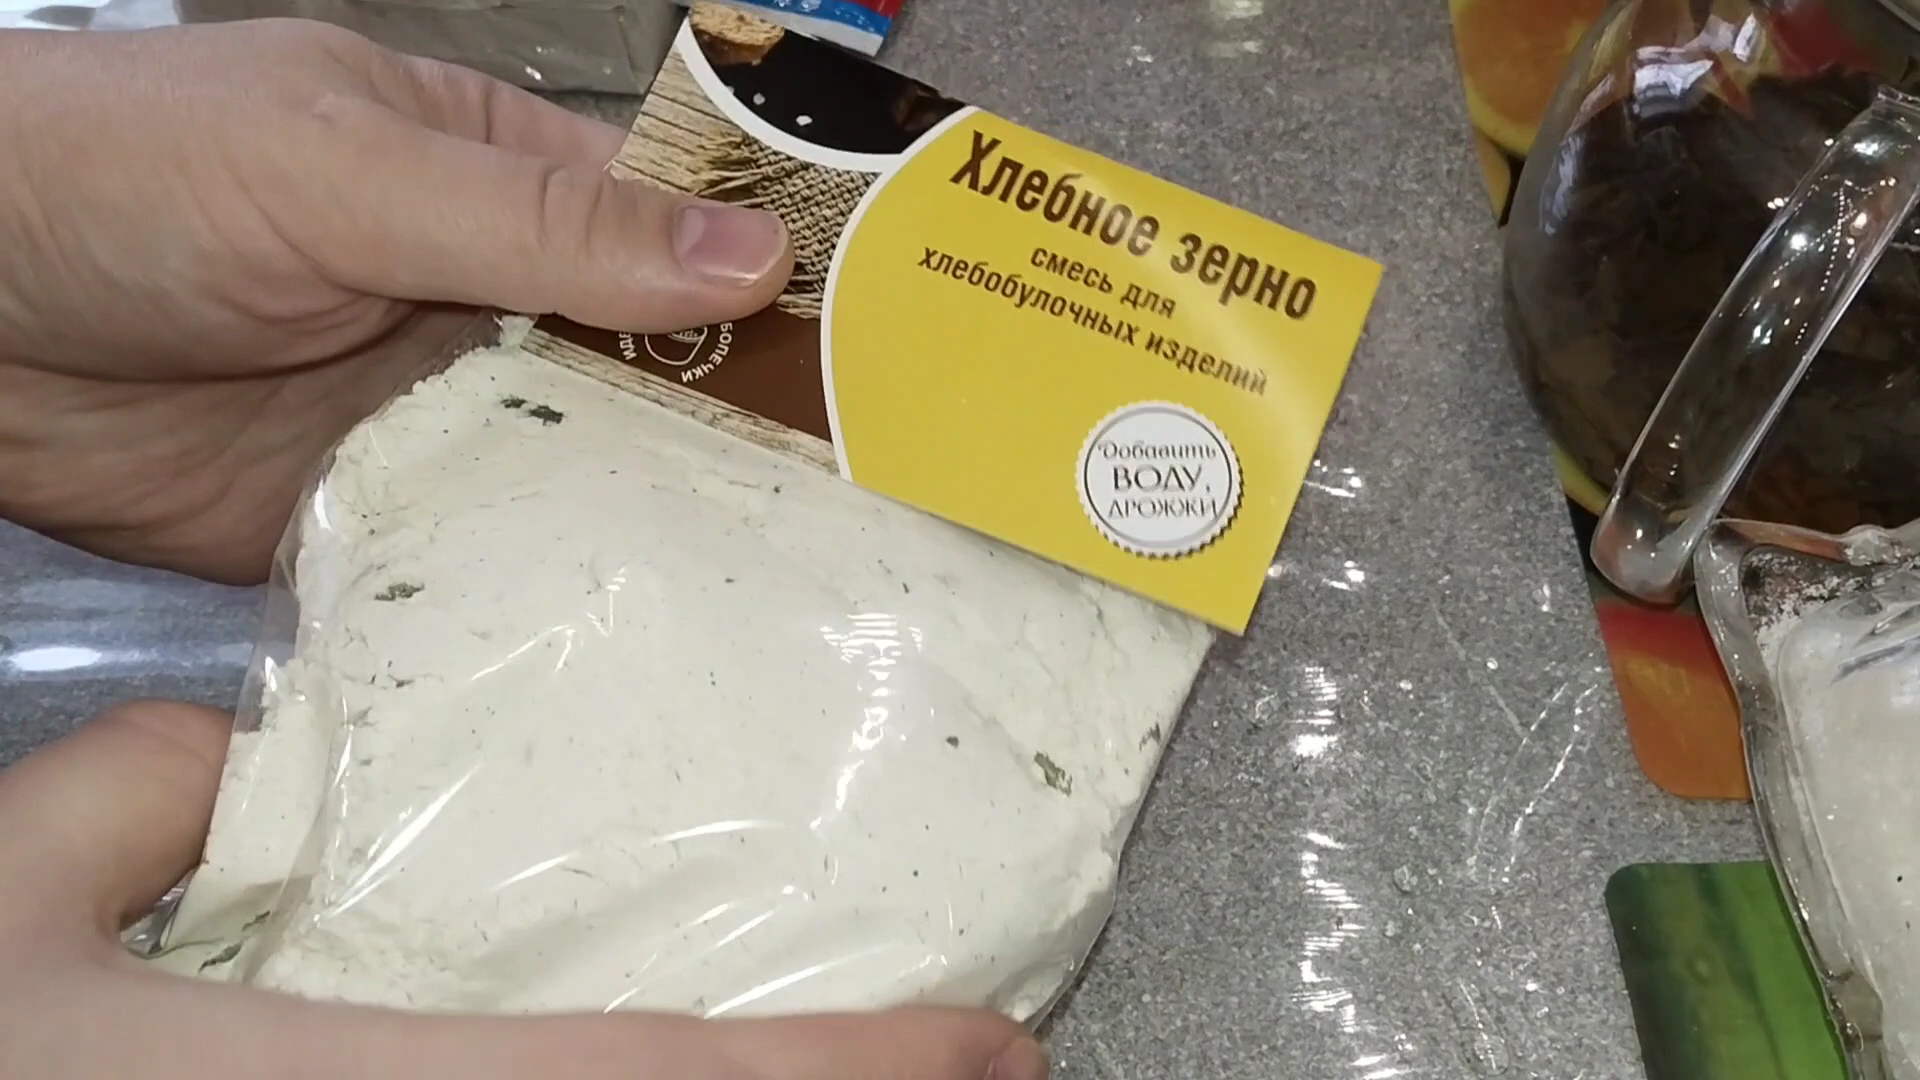 Хлебное зерно
смесь для
хлебобулочных изделий
Добавить
ВОДУ,
ДРОЖЖИ